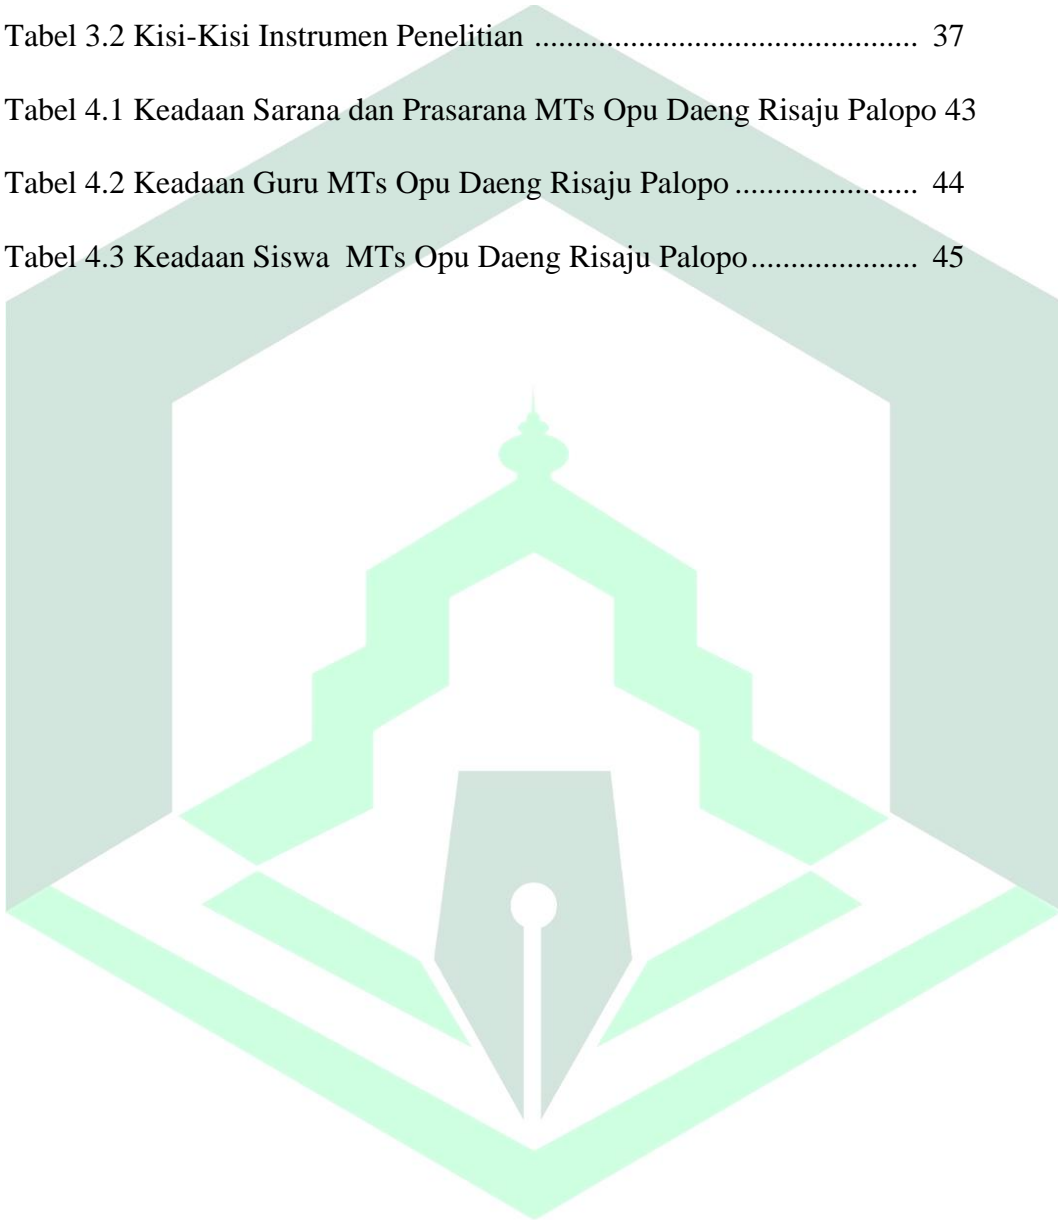 Tabel 3.2 Kisi-Kisi Instrumen Penelitian ................................................ 37
Tabel 4.1 Keadaan Sarana dan Prasarana MTs Opu Daeng Risaju Palopo 43
Tabel 4.2 Keadaan Guru MTs Opu Daeng Risaju Palopo ....................... 44
Tabel 4.3 Keadaan Siswa  MTs Opu Daeng Risaju Palopo..................... 45